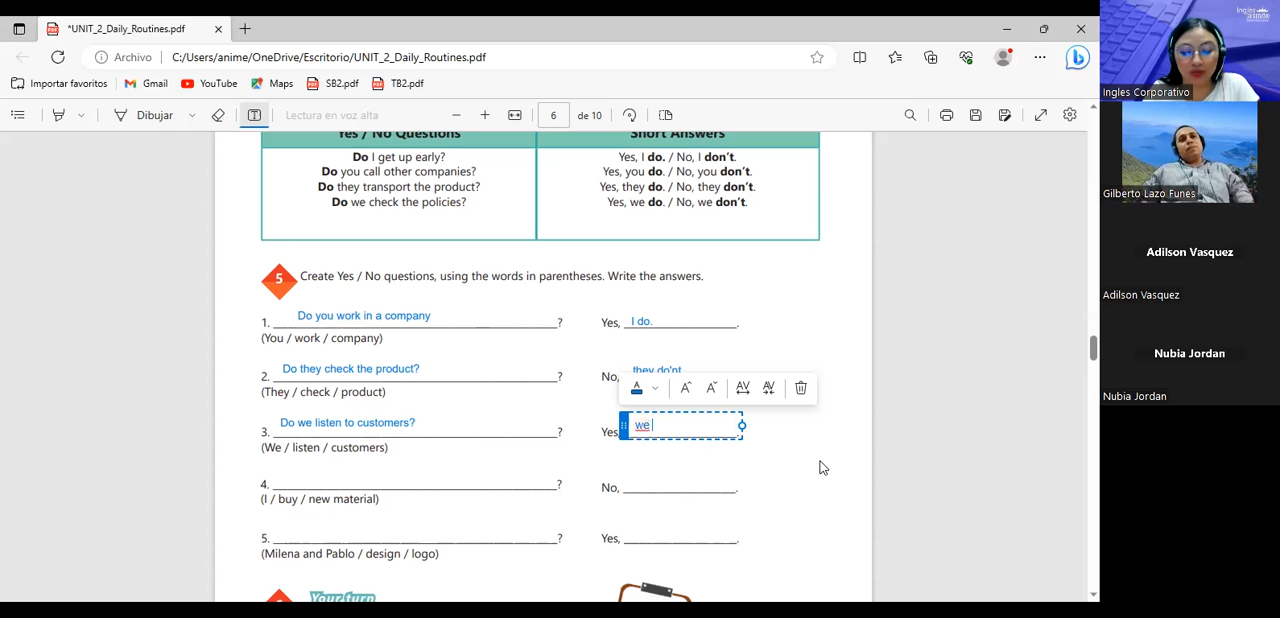 *UNIT_2_Daily_Routines.pdf
Archivo
C:/Users/anime/OneDrive/Escritorio/UNIT_2_Daily_Routines.pdf
Importar favoritos
Gmail
YouTube
Maps
SB2.pdf
TB2.pdf
Dibujar
Lectura en voz alta
6
de 10
Yes / No Questions
Short Answers
Do I get up early?
Yes, I do. / No, I don't.
Do you call other companies?
Yes, you do. / No, you don't.
Do they transport the product?
Yes, they do. / No, they don't.
Do we check the policies?
Yes, we do. / No, we don't.
5
Create Yes / No questions, using the words in parentheses. Write the answers.
1. Do you work in a company ?
Yes, I do. .
(You / work / company)
2. Do they check the product? ?
No, they do'nt
(They / check / product)
3. Do we listen to customers? ?
Yes we
(We / listen / customers)
4. ?
No, .
(I / buy / new material)
5. ?
Yes, .
(Milena and Pablo / design / logo)
Your turn
Ingles Corporativo
Gilberto Lazo Funes
Adilson Vasquez
Adilson Vasquez
Nubia Jordan
Nubia Jordan